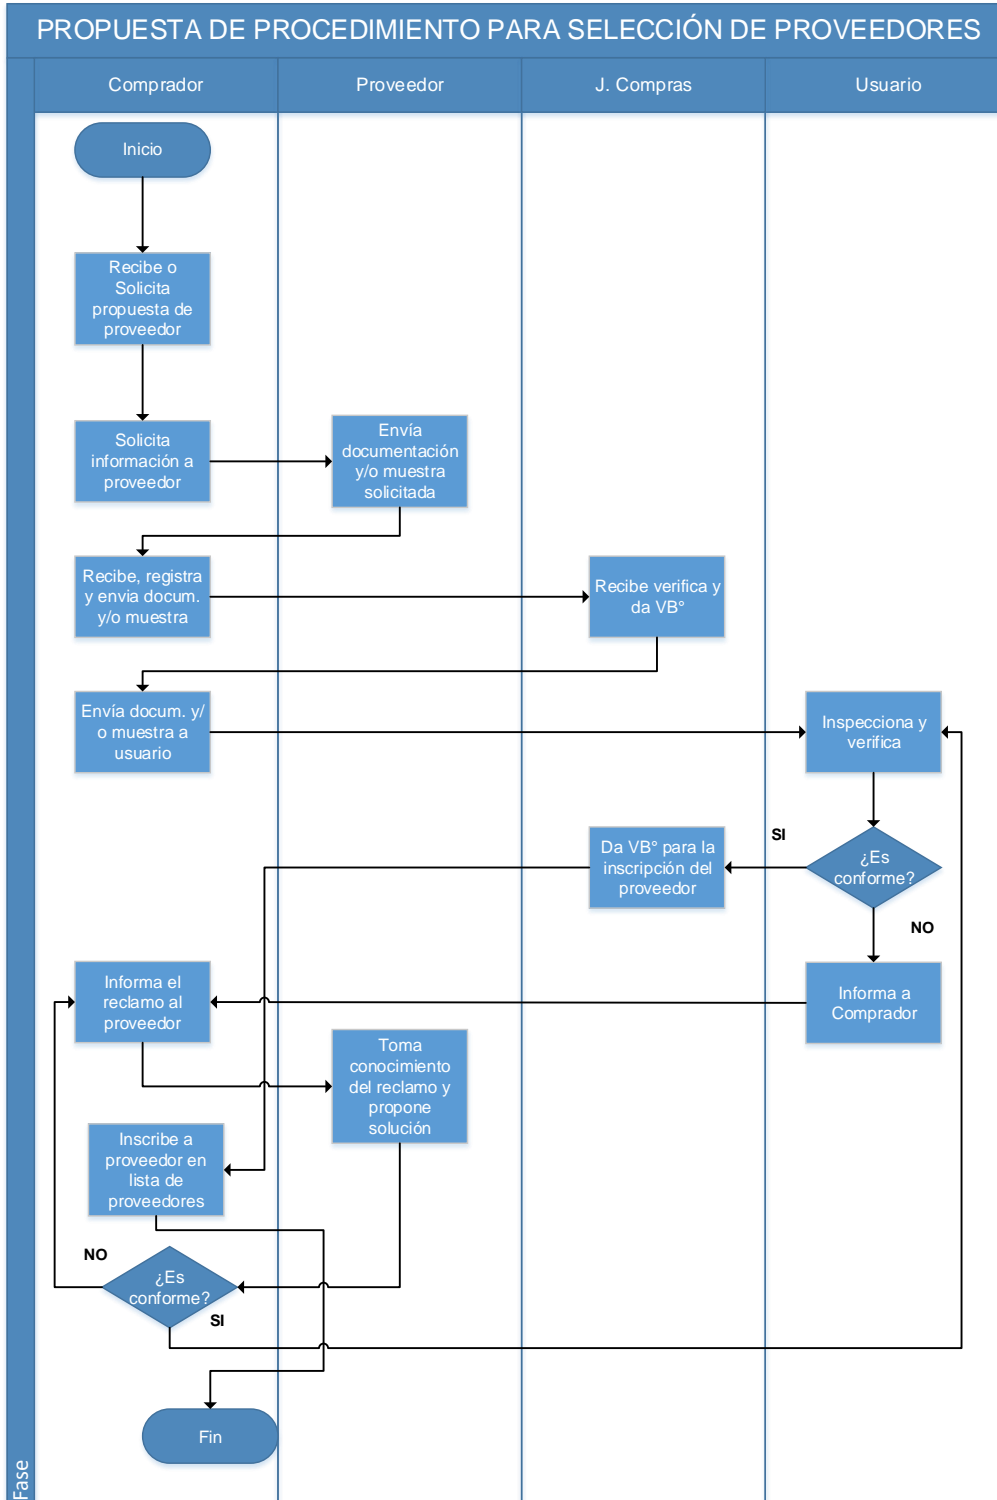 PROPUESTA DE PROCEDIMIENTO PARA SELECCIÓN DE PROVEEDORES
Comprador
Proveedor
J. Compras
Usuario
Inicio
Recibe o
Solicita
propuesta de
proveedor
Solicita
información a
proveedor
Envía
documentación
y/o muestra
solicitada
Recibe, registra
y envia docum.
y/o muestra
Recibe verifica y
da VB°
Envía docum. y/
o muestra a
usuario
Inspecciona y
verifica
SI
Da VB° para la
inscripción del
proveedor
¿Es
conforme?
NO
Informa el
reclamo al
proveedor
Informa a
Comprador
Toma
conocimiento
del reclamo y
propone
solución
Inscribe a
proveedor en
lista de
proveedores
NO
¿Es
conforme?
SI
Fin
Fase